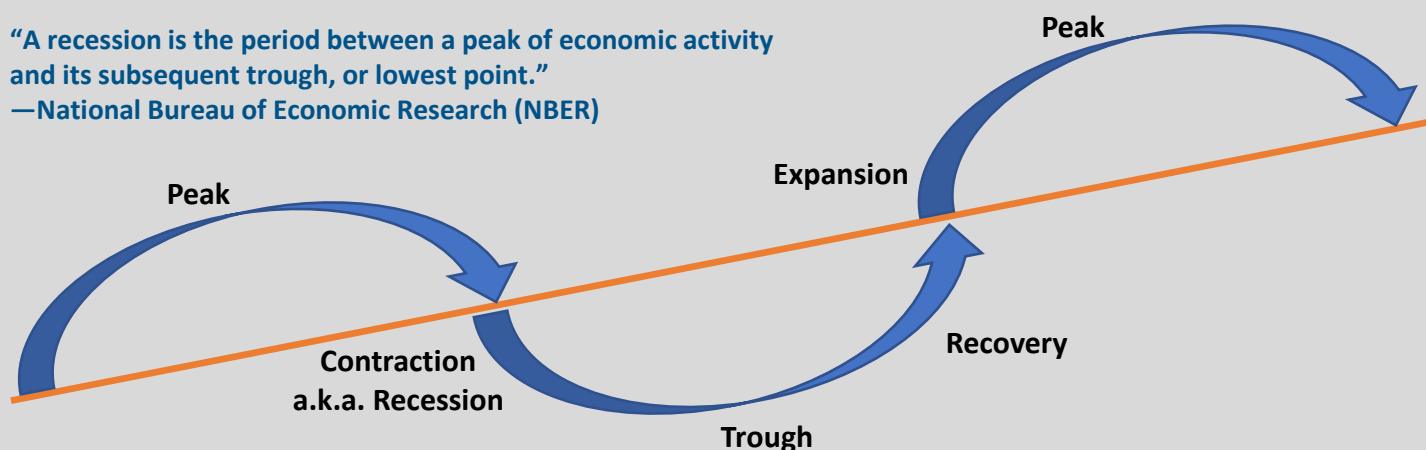 “A recession is the period between a peak of economic activity
and its subsequent trough, or lowest point.”
—National Bureau of Economic Research (NBER)
Peak
Expansion
Peak
Contraction
a.k.a. Recession
Recovery
Trough